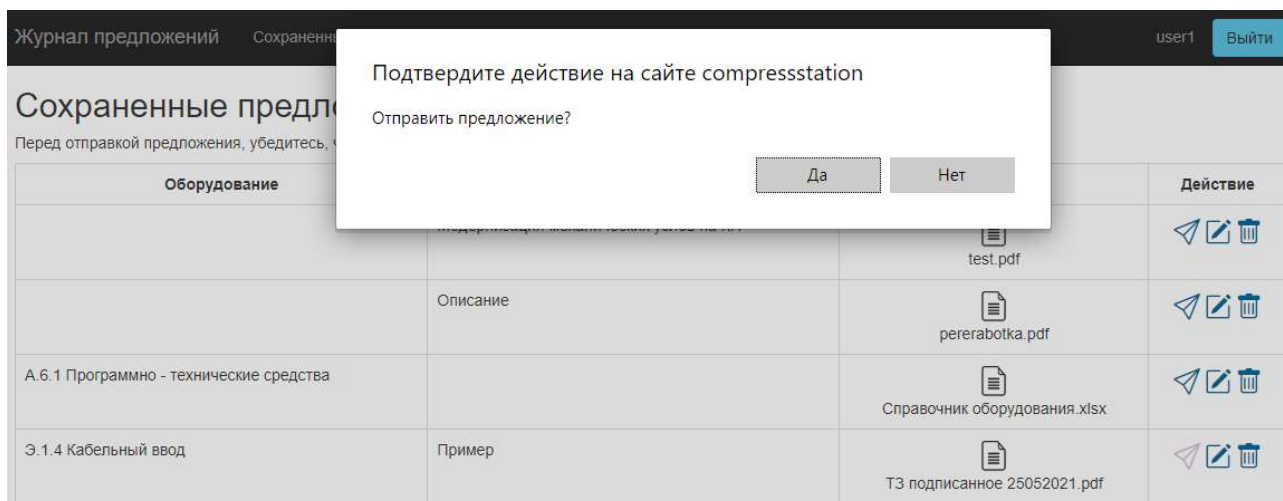 Журнал предложений Сохраненны user1 Выйти
Подтвердите действие на сайте compressstation
Отправить предложение?
Да Нет
Сохраненные предло
Перед отправкой предложения, убедитесь,
Оборудование Действие
test.pdf
Описание
pererabotka.pdf
А.6.1 Программно - технические средства
Справочник оборудования.xlsx
Э.1.4 Кабельный ввод Пример
ТЗ подписанное 25052021.pdf